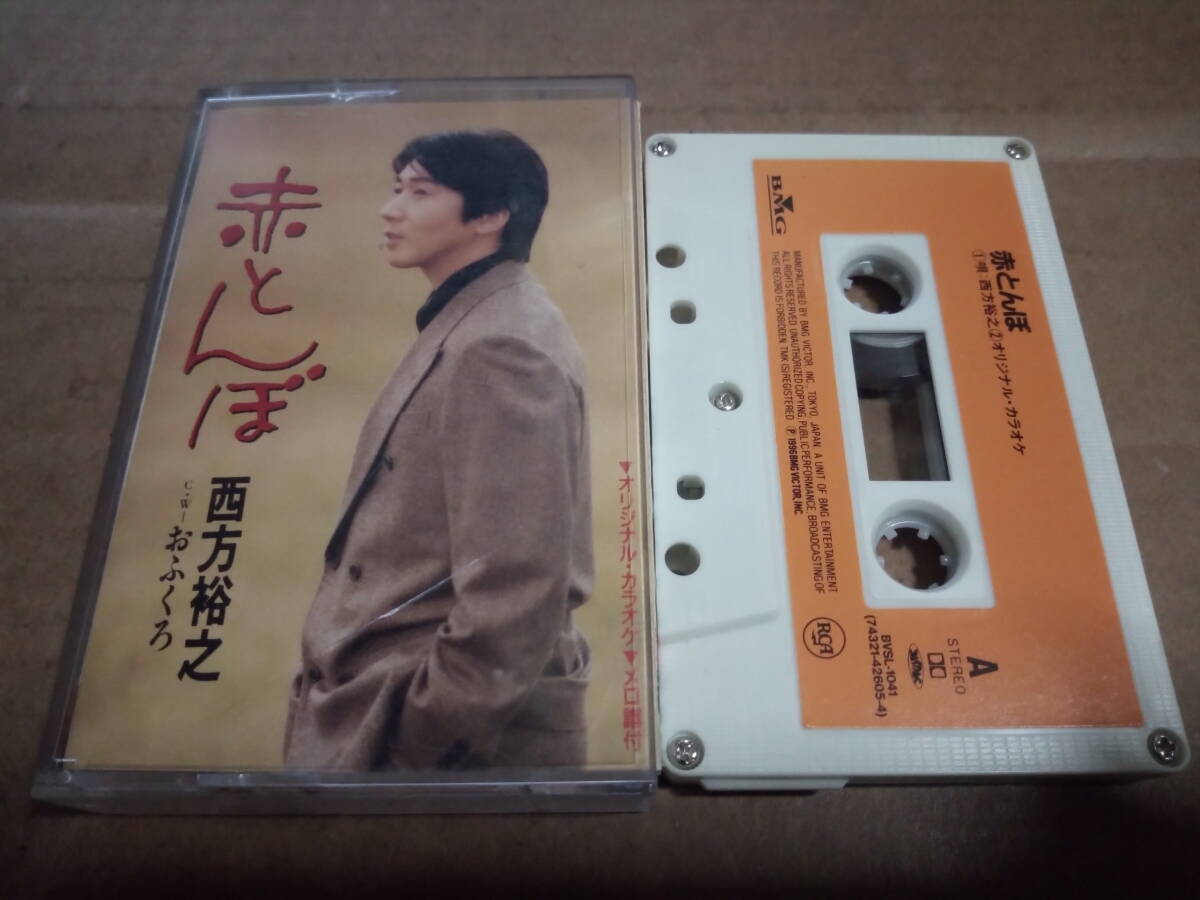 赤とんぼ
西方裕之
C・W−おふくろ
▼オリジナル・カラオケ▼メロ譜付
BMG
赤とんぼ
①唄:西方裕之②オリジナル・カラオケ
MANUFACTURED BY BMG VICTOR, INC., TOKYO, JAPAN. A UNIT OF BMG ENTERTAINMENT
ALL RIGHTS RESERVED. UNAUTHORIZED COPYING, PUBLIC PERFORMANCE, BROADCASTING OF
THIS RECORD IS FORBIDDEN. TMK (S) REGISTERED Ⓟ 1996 BMG VICTOR, INC.
RCA
A
STEREO
BVSL-1041
(74321-42605-4)